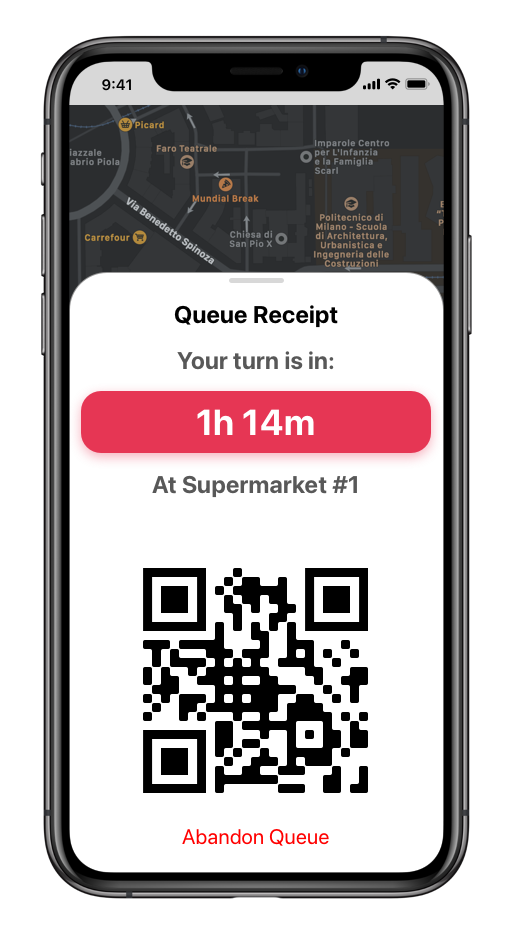 9:41
Picard
iazzale
abrio Piola
Faro Teatrale
Imparole Centro
per L'Infanzia
e la Famiglia
Scarl
Mundial Break
Via Benedetto Spinoza
Carrefour
Chiesa di
San Pio X
Politecnico di
Milano - Scuola
di Architettura,
Urbanistica e
Ingegneria delle
Costruzioni
Queue Receipt
Your turn is in:
1h 14m
At Supermarket #1
Abandon Queue